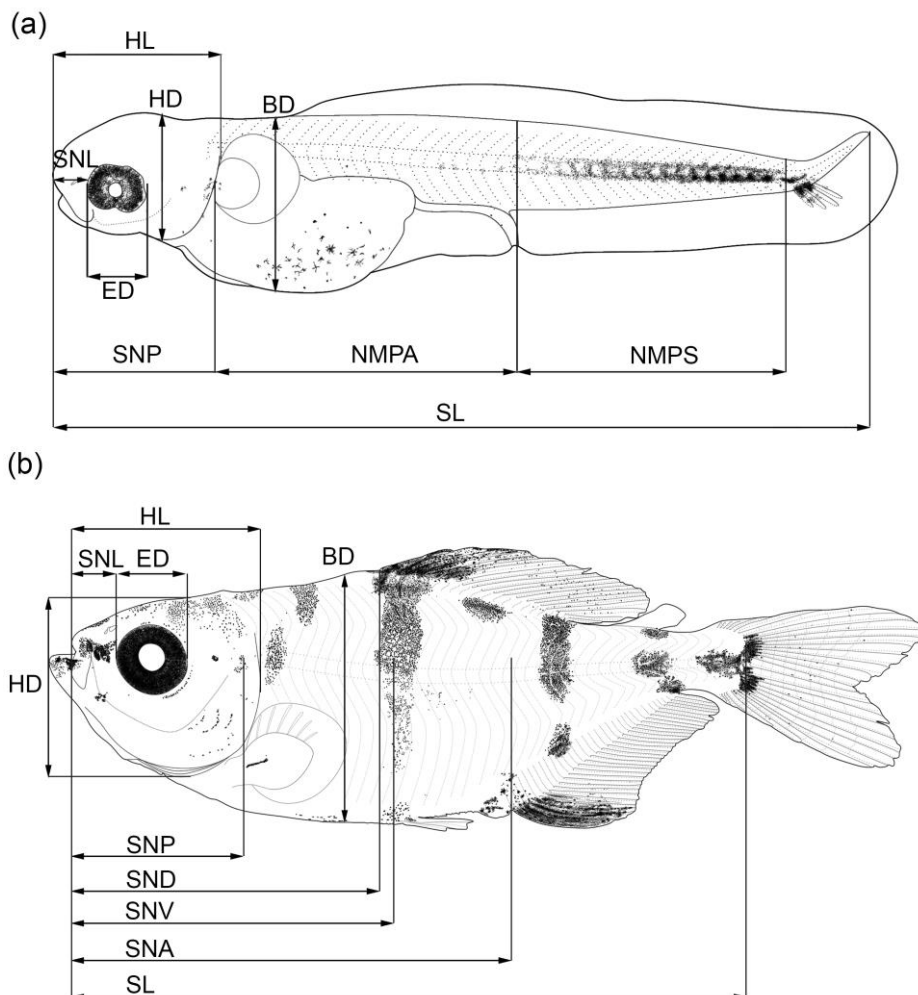 (a)
HL
HD
BD
SNL
ED
SNP
NMPA
NMPS
SL
(b)
HL
SNL
ED
BD
HD
SNP
SND
SNV
SNA
SL